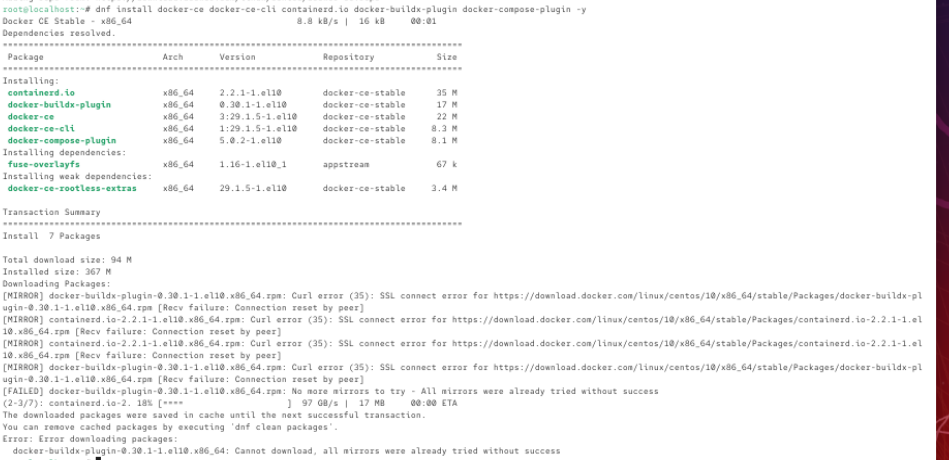 root@localhost:~# dnf install docker-ce docker-ce-cli containerd.io docker-buildx-plugin docker-compose-plugin -y
Docker CE Stable - x86_64 8.8 kB/s | 16 kB 00:01
Dependencies resolved.
================================================================================
Package Arch Version Repository Size
================================================================================
Installing:
containerd.io x86_64 2.2.1-1.el10 docker-ce-stable 35 M
docker-buildx-plugin x86_64 0.30.1-1.el10 docker-ce-stable 17 M
docker-ce x86_64 3:29.1.5-1.el10 docker-ce-stable 22 M
docker-ce-cli x86_64 1:29.1.5-1.el10 docker-ce-stable 8.3 M
docker-compose-plugin x86_64 5.0.2-1.el10 docker-ce-stable 8.1 M
Installing dependencies:
fuse-overlayfs x86_64 1.16-1.el10_1 appstream 67 k
Installing weak dependencies:
docker-ce-rootless-extras x86_64 29.1.5-1.el10 docker-ce-stable 3.4 M
Transaction Summary
================================================================================
Install 7 Packages
Total download size: 94 M
Installed size: 367 M
Downloading Packages:
[MIRROR] docker-buildx-plugin-0.30.1-1.el10.x86_64.rpm: Curl error (35): SSL connect error for https://download.docker.com/linux/centos/10/x86_64/stable/Packages/docker-buildx-pl
ugin-0.30.1-1.el10.x86_64.rpm [Recv failure: Connection reset by peer]
[MIRROR] containerd.io-2.2.1-1.el10.x86_64.rpm: Curl error (35): SSL connect error for https://download.docker.com/linux/centos/10/x86_64/stable/Packages/containerd.io-2.2.1-1.el
10.x86_64.rpm [Recv failure: Connection reset by peer]
[MIRROR] containerd.io-2.2.1-1.el10.x86_64.rpm: Curl error (35): SSL connect error for https://download.docker.com/linux/centos/10/x86_64/stable/Packages/containerd.io-2.2.1-1.el
10.x86_64.rpm [Recv failure: Connection reset by peer]
[MIRROR] docker-buildx-plugin-0.30.1-1.el10.x86_64.rpm: Curl error (35): SSL connect error for https://download.docker.com/linux/centos/10/x86_64/stable/Packages/docker-buildx-pl
ugin-0.30.1-1.el10.x86_64.rpm [Recv failure: Connection reset by peer]
[FAILED] docker-buildx-plugin-0.30.1-1.el10.x86_64.rpm: No more mirrors to try - All mirrors were already tried without success
(2-3/7): containerd.io-2. 18% [==== ] 97 GB/s | 17 MB 00:00 ETA
The downloaded packages were saved in cache until the next successful transaction.
You can remove cached packages by executing 'dnf clean packages'.
Error: Error downloading packages:
docker-buildx-plugin-0.30.1-1.el10.x86_64: Cannot download, all mirrors were already tried without success